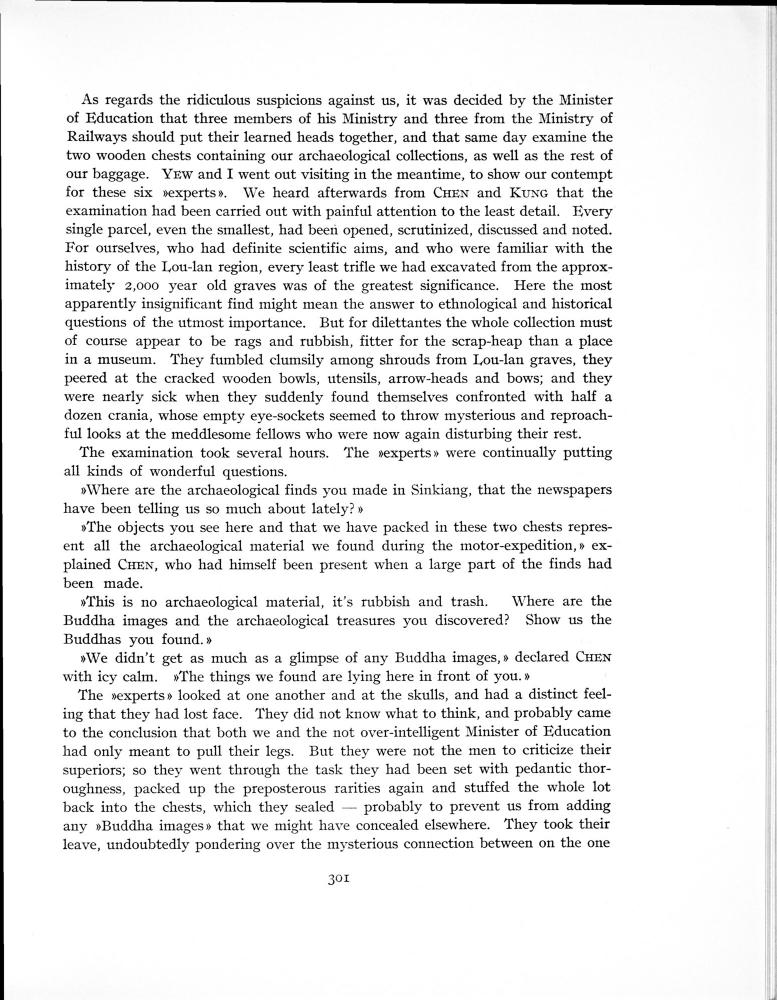 As regards the ridiculous suspicions against us, it was decided by the Minister
of Education that three members of his Ministry and three from the Ministry of
Railways should put their learned heads together, and that same day examine the
two wooden chests containing our archaeological collections, as well as the rest of
our baggage. YEW and I went out visiting in the meantime, to show our contempt
for these six »experts». We heard afterwards from CHEN and KUNG that the
examination had been carried out with painful attention to the least detail. Every
single parcel, even the smallest, had been opened, scrutinized, discussed and noted.
For ourselves, who had definite scientific aims, and who were familiar with the
history of the Lou-lan region, every least trifle we had excavated from the approx-
imately 2,000 year old graves was of the greatest significance. Here the most
apparently insignificant find might mean the answer to ethnological and historical
questions of the utmost importance. But for dilettantes the whole collection must
of course appear to be rags and rubbish, fitter for the scrap-heap than a place
in a museum. They fumbled clumsily among shrouds from Lou-lan graves, they
peered at the cracked wooden bowls, utensils, arrow-heads and bows; and they
were nearly sick when they suddenly found themselves confronted with half a
dozen crania, whose empty eye-sockets seemed to throw mysterious and reproach-
ful looks at the meddlesome fellows who were now again disturbing their rest.
The examination took several hours. The »experts» were continually putting
all kinds of wonderful questions.
»Where are the archaeological finds you made in Sinkiang, that the newspapers
have been telling us so much about lately?»
»The objects you see here and that we have packed in these two chests repres-
ent all the archaeological material we found during the motor-expedition,» ex-
plained CHEN, who had himself been present when a large part of the finds had
been made.
»This is no archaeological material, it's rubbish and trash. Where are the
Buddha images and the archaeological treasures you discovered? Show us the
Buddhas you found.»
»We didn't get as much as a glimpse of any Buddha images,» declared CHEN
with icy calm. »The things we found are lying here in front of you.»
The »experts» looked at one another and at the skulls, and had a distinct feel-
ing that they had lost face. They did not know what to think, and probably came
to the conclusion that both we and the not over-intelligent Minister of Education
had only meant to pull their legs. But they were not the men to criticize their
superiors; so they went through the task they had been set with pedantic thor-
oughness, packed up the preposterous rarities again and stuffed the whole lot
back into the chests, which they sealed — probably to prevent us from adding
any »Buddha images» that we might have concealed elsewhere. They took their
leave, undoubtedly pondering over the mysterious connection between on the one
301